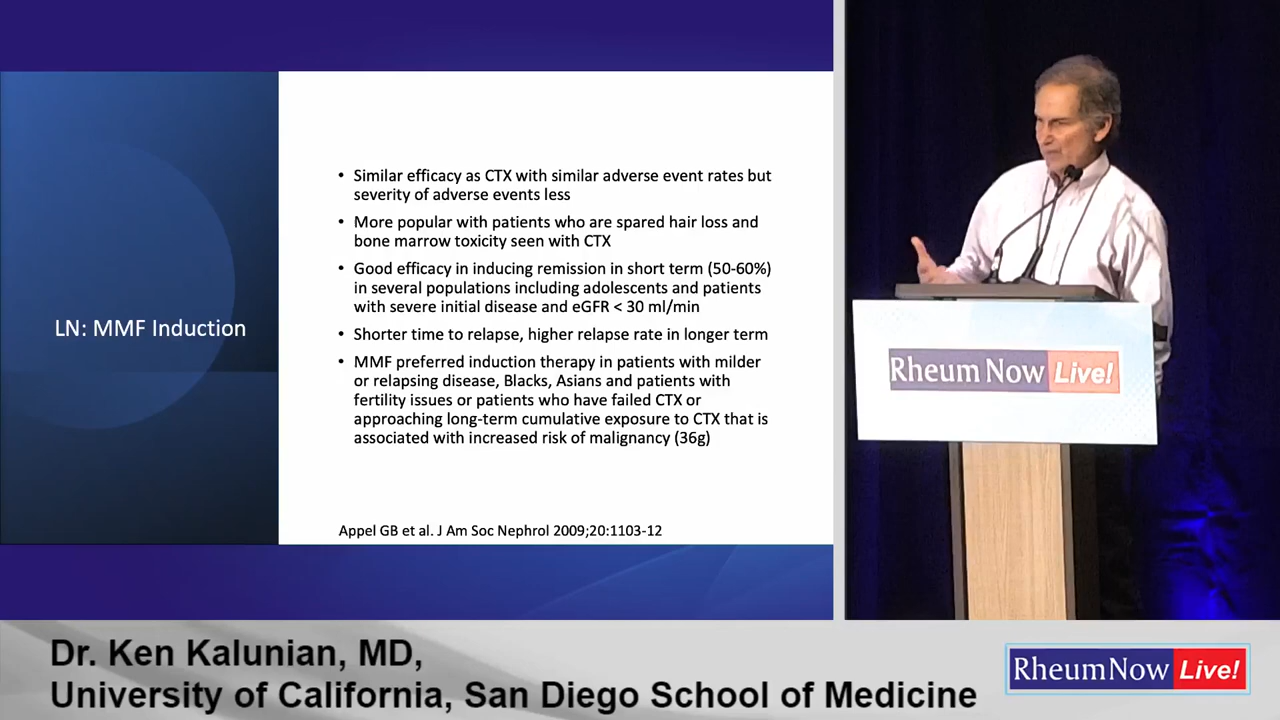 LN: MMF Induction
• Similar efficacy as CTX with similar adverse event rates but
severity of adverse events less
• More popular with patients who are spared hair loss and
bone marrow toxicity seen with CTX
• Good efficacy in inducing remission in short term (50-60%)
in several populations including adolescents and patients
with severe initial disease and eGFR < 30 ml/min
• Shorter time to relapse, higher relapse rate in longer term
• MMF preferred induction therapy in patients with milder
or relapsing disease, Blacks, Asians and patients with
fertility issues or patients who have failed CTX or
approaching long-term cumulative exposure to CTX that is
associated with increased risk of malignancy (36g)
Appel GB et al. J Am Soc Nephrol 2009;20:1103-12
Rheum Now Live!
Dr. Ken Kalunian, MD,
University of California, San Diego School of Medicine
RheumNow Live!